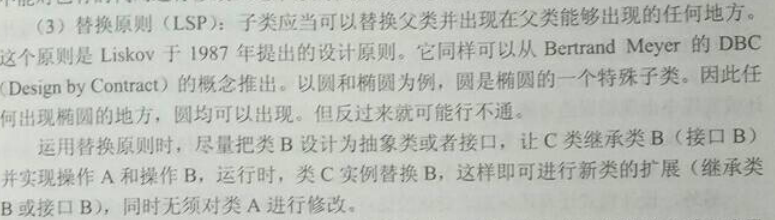 （3）替换原则（LSP）：子类应当可以替换父类并出现在父类能够出现的任何地方。
这个原则是 Liskov 于 1987 年提出的设计原则。它同样可以从 Bertrand Meyer 的 DBC
（Design by Contract）的概念推出。以圆和椭圆为例，圆是椭圆的一个特殊子类。因此任
何出现椭圆的地方，圆均可以出现。但反过来就可能行不通。
运用替换原则时，尽量把类 B 设计为抽象类或者接口，让 C 类继承类 B（接口 B）
并实现操作 A 和操作 B，运行时，类 C 实例替换 B，这样即可进行新类的扩展（继承类
B 或接口 B），同时无须对类 A 进行修改。